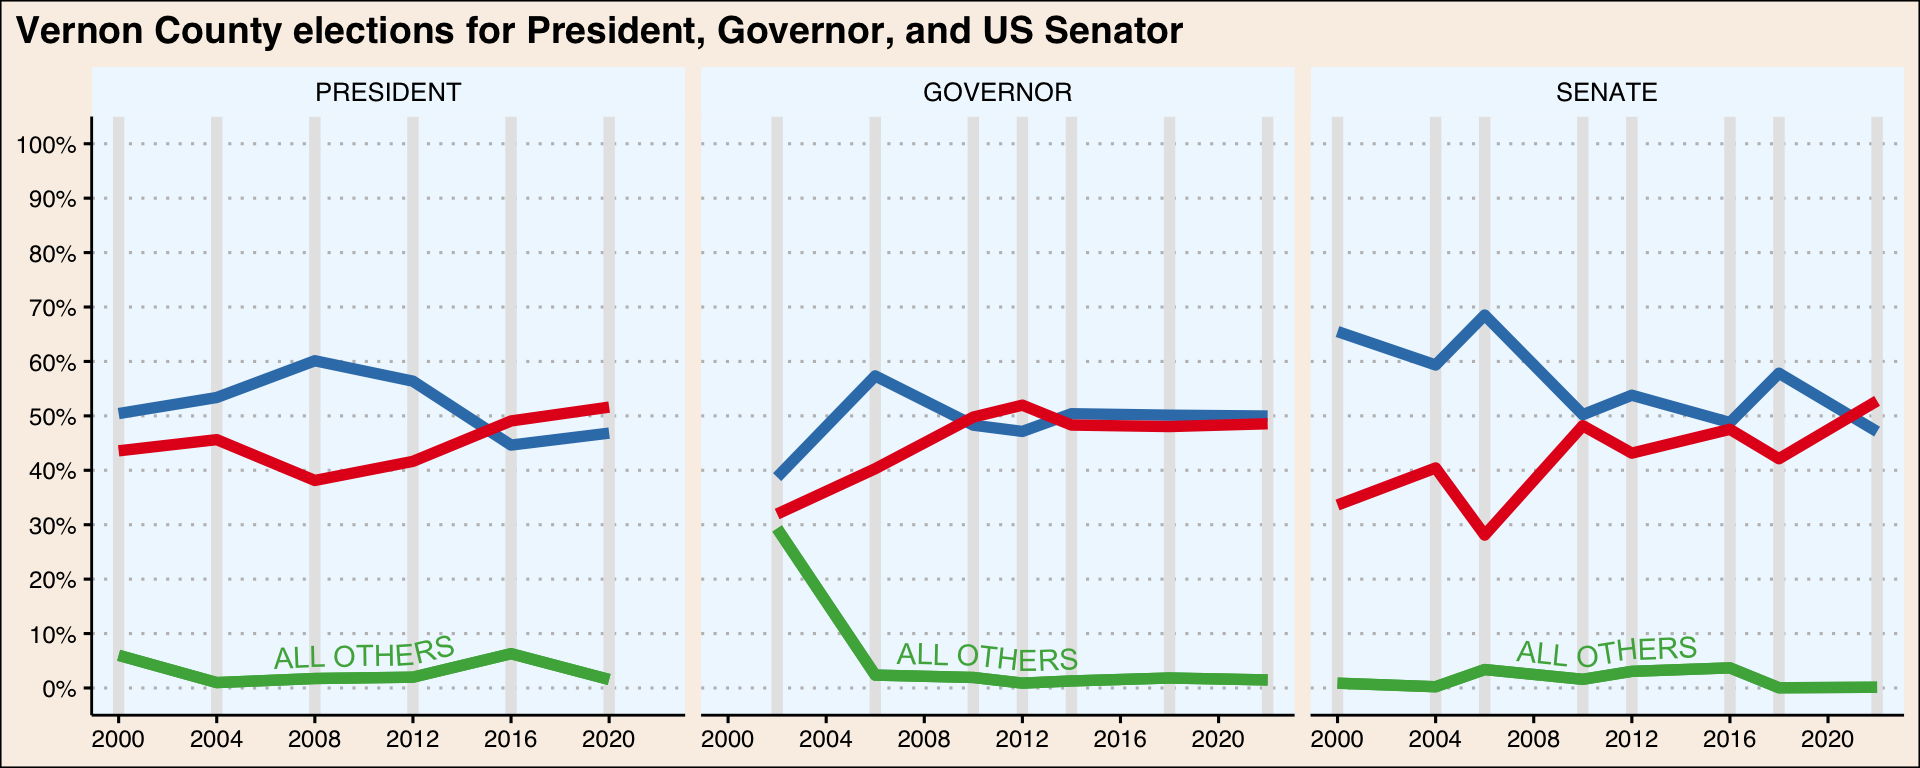 Vernon County elections for President, Governor, and US Senator
PRESIDENT
GOVERNOR
SENATE
100%
90%
80%
70%
60%
50%
40%
30%
20%
10%
0%
ALL OTHERS
ALL OTHERS
ALL OTHERS
2000 2004 2008 2012 2016 2020
2000 2004 2008 2012 2016 2020
2000 2004 2008 2012 2016 2020